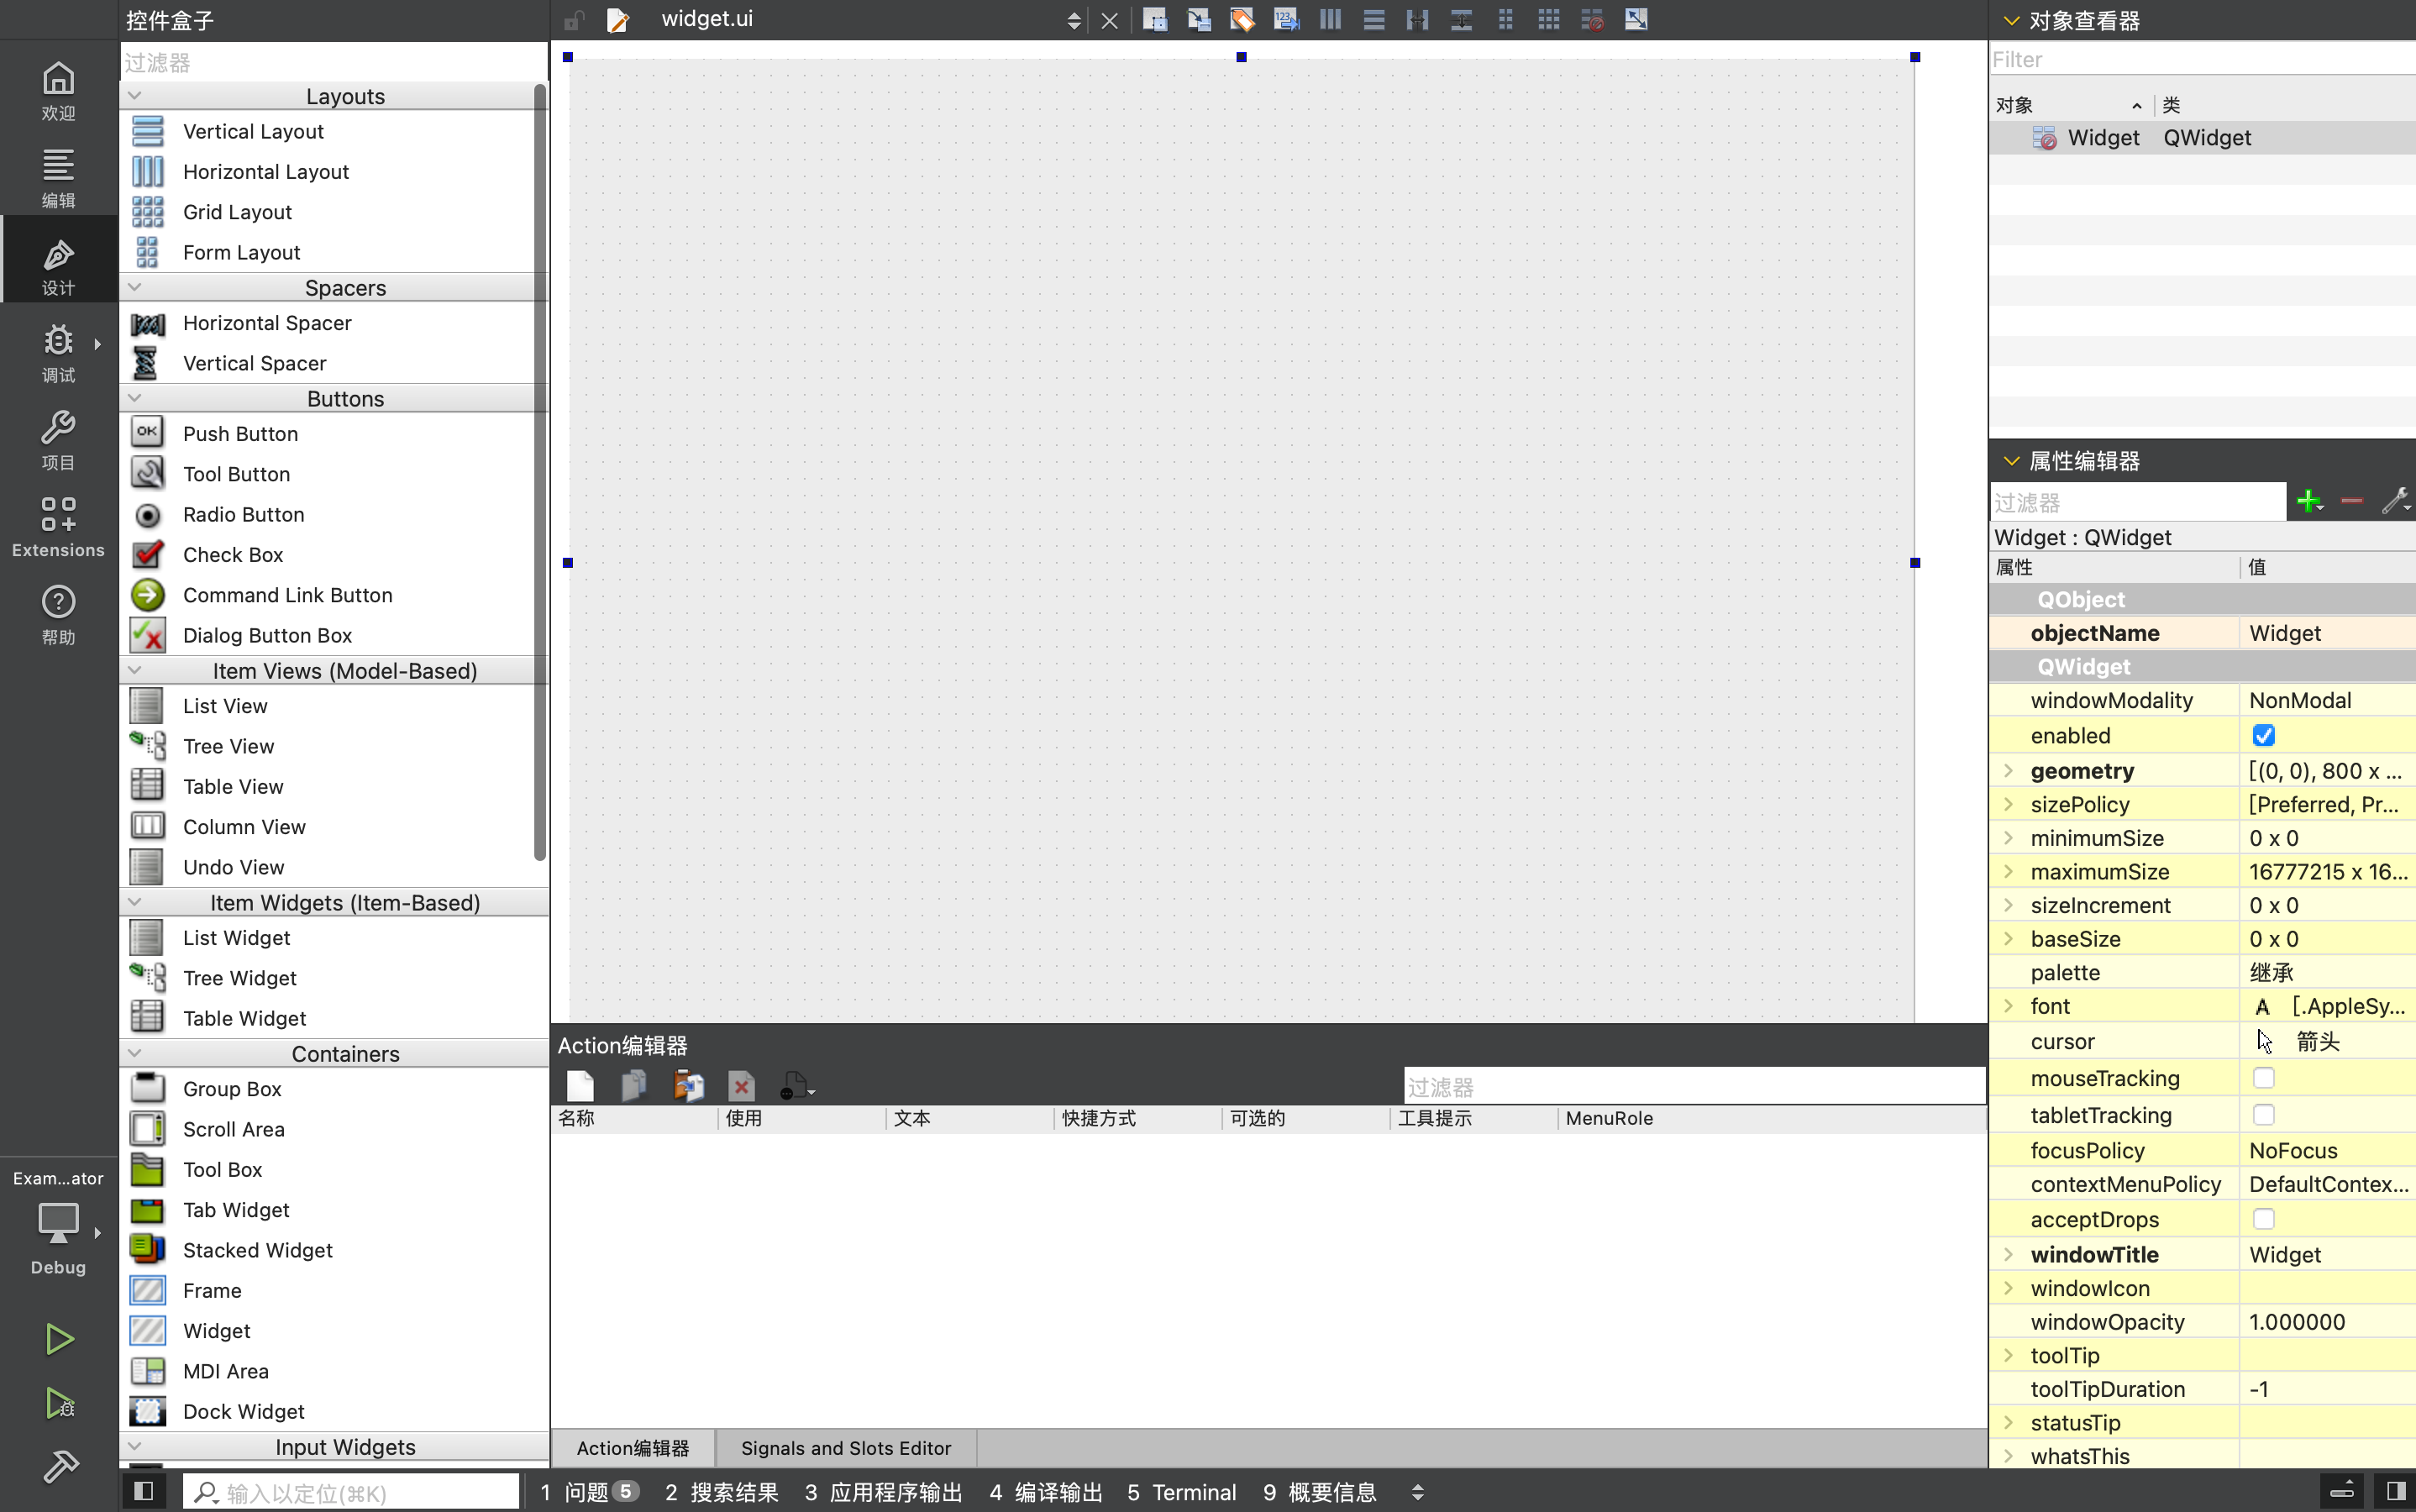 控件盒子
过滤器
Layouts
Vertical Layout
Horizontal Layout
Grid Layout
Form Layout
Spacers
Horizontal Spacer
Vertical Spacer
Buttons
OK Push Button
Tool Button
Radio Button
Check Box
Command Link Button
Dialog Button Box
Item Views (Model-Based)
List View
Tree View
Table View
Column View
Undo View
Item Widgets (Item-Based)
List Widget
Tree Widget
Table Widget
Containers
Group Box
Scroll Area
Tool Box
Tab Widget
Stacked Widget
Frame
Widget
MDI Area
Dock Widget
Input Widgets
欢迎
编辑
设计
调试
项目
Extensions
帮助
Exam...ator
Debug
widget.ui
Action编辑器
过滤器
名称 使用 文本 快捷方式 可选的 工具提示 MenuRole
Action编辑器 Signals and Slots Editor
对象查看器
Filter
对象 类
Widget QWidget
属性编辑器
过滤器
Widget : QWidget
属性 值
QObject
objectName Widget
QWidget
windowModality NonModal
enabled
geometry [(0, 0), 800 x ...
sizePolicy [Preferred, Pr...
minimumSize 0 x 0
maximumSize 16777215 x 16...
sizeIncrement 0 x 0
baseSize 0 x 0
palette 继承
font A [.AppleSy...
cursor 箭头
mouseTracking
tabletTracking
focusPolicy NoFocus
contextMenuPolicy DefaultContex...
acceptDrops
windowTitle Widget
windowIcon
windowOpacity 1.000000
toolTip
toolTipDuration -1
statusTip
whatsThis
输入以定位(⌘K) 1 问题 5 2 搜索结果 3 应用程序输出 4 编译输出 5 Terminal 9 概要信息